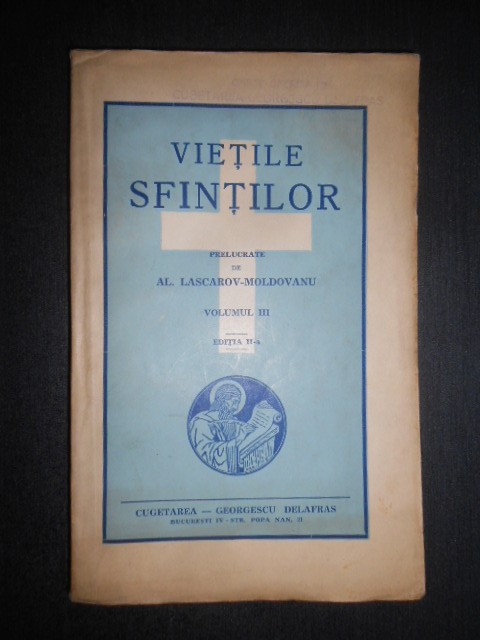 VIEȚILE
SFINȚILOR
PRELUCRATE
DE
AL. LASCAROV-MOLDOVANU
VOLUMUL III
EDIȚIA II-a
CUGETAREA — GEORGESCU DELAFRAS
BUCUREȘTI IV - STR. POPA NAN, 21